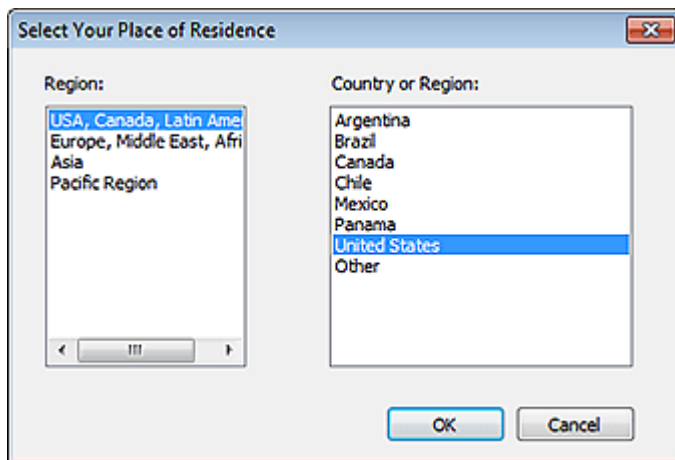 Select Your Place of Residence
Region:
USA, Canada, Latin Ame
Europe, Middle East, Afri
Asia
Pacific Region
Country or Region:
Argentina
Brazil
Canada
Chile
Mexico
Panama
United States
Other
OK
Cancel